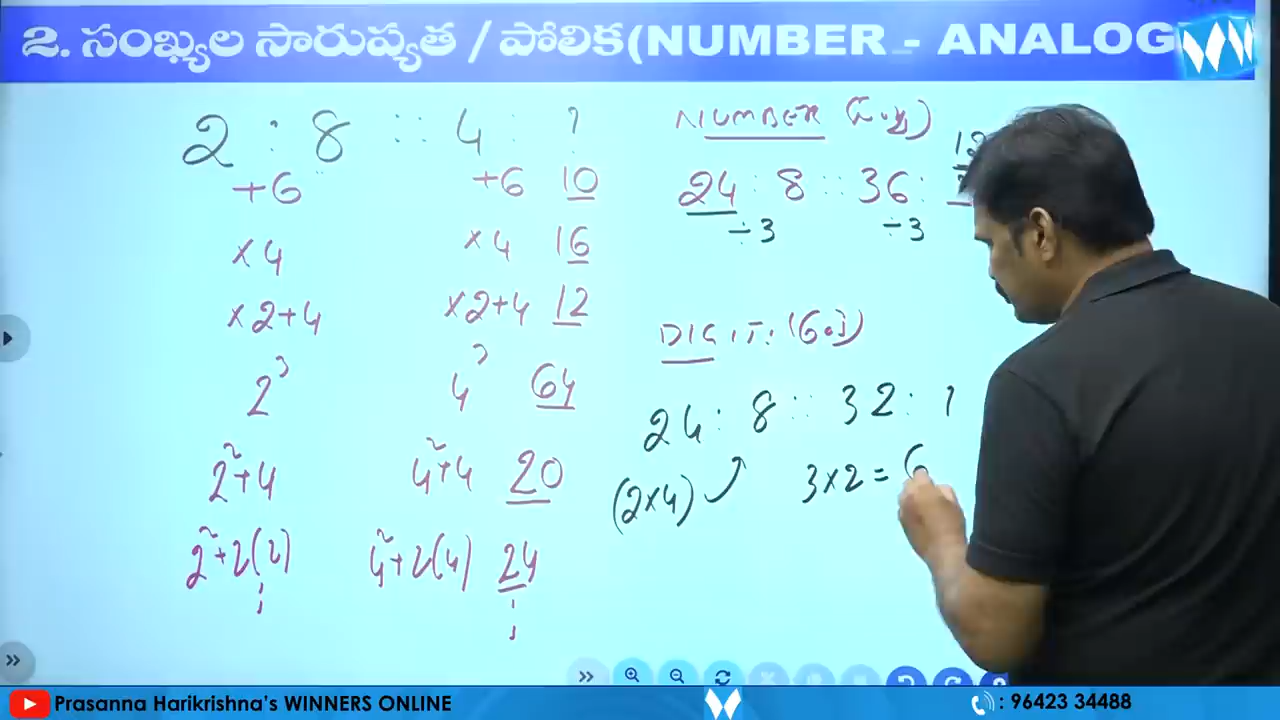 2. సంఖ్యల సారుప్యత / పోలిక(NUMBER - ANALOG
2 : 8 :: 4 : ?
+6 +6 10
×4 ×4 16
×2+4 ×2+4 12
2³ 4³ 64
2²+4 4²+4 20
2²+2(2) 4²+2(4) 24
NUMBER
24 : 8 :: 36 :
÷3 ÷3
DIGIT:
24 : 8 :: 32 : ?
(2×4) 3×2 = 6
Prasanna Harikrishna's WINNERS ONLINE
: 96423 34488